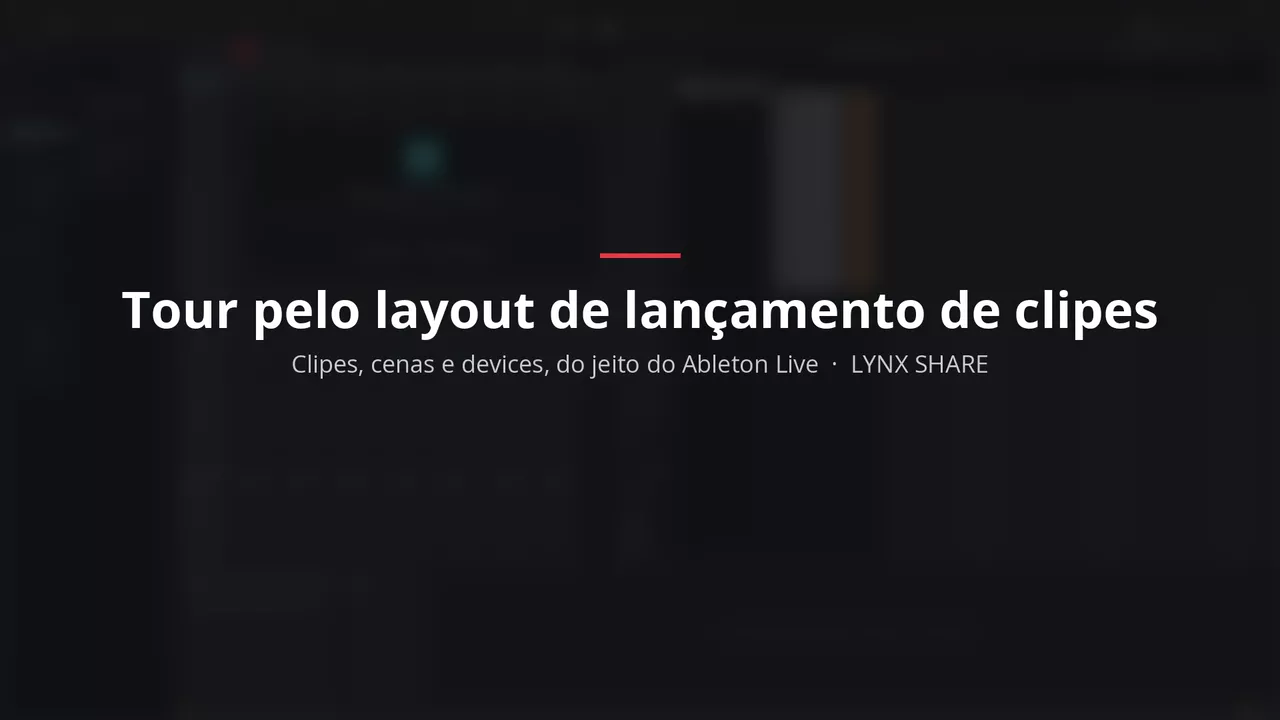 Tour pelo layout de lançamento de clipes
Clipes, cenas e devices, do jeito do Ableton Live · LYNX SHARE